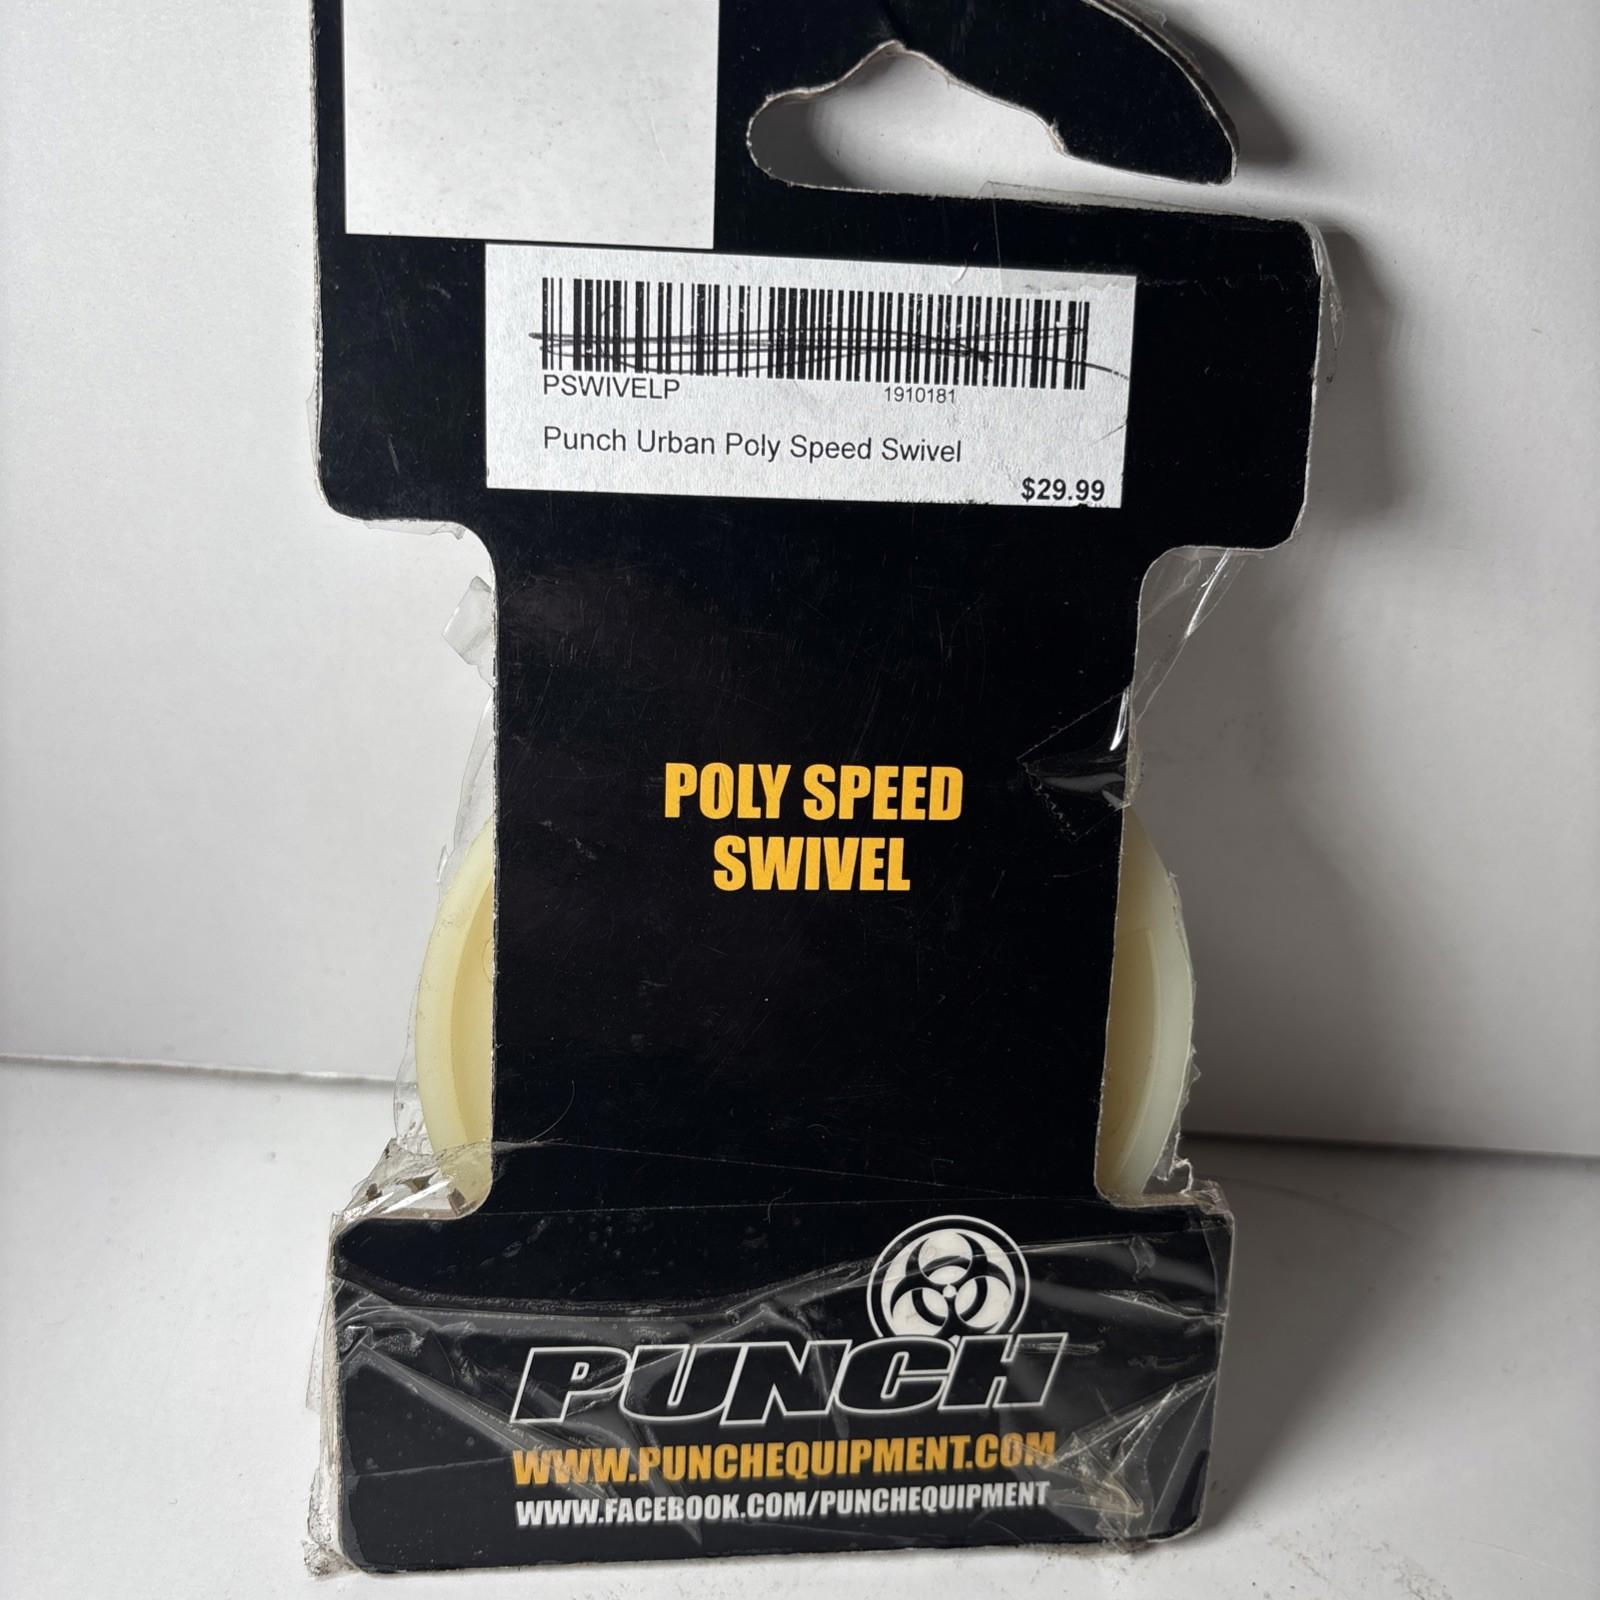 PSWIVELP 1910181
Punch Urban Poly Speed Swivel
$29.99
POLY SPEED
SWIVEL
PUNCH
WWW.PUNCHEQUIPMENT.COM
WWW.FACEBOOK.COM/PUNCHEQUIPMENT